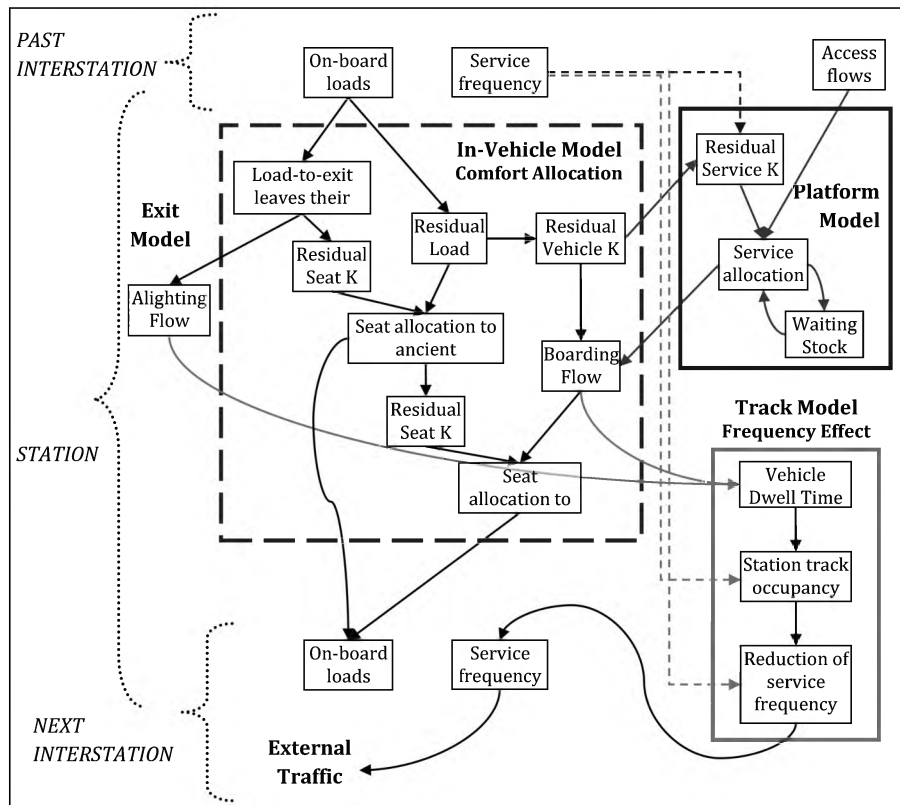 PAST
INTERSTATION
On-board
loads
Service
frequency
Access
flows
In-Vehicle Model
Comfort Allocation
Residual
Service K
Platform
Model
Load-to-exit
leaves their
Exit
Model
Residual
Seat K
Residual
Load
Residual
Vehicle K
Service
allocation
Alighting
Flow
Waiting
Stock
Seat allocation to
ancient
Boarding
Flow
Residual
Seat K
Track Model
Frequency Effect
STATION
Seat
allocation to
Vehicle
Dwell Time
Station track
occupancy
On-board
loads
Service
frequency
Reduction of
service
frequency
NEXT
INTERSTATION
External
Traffic